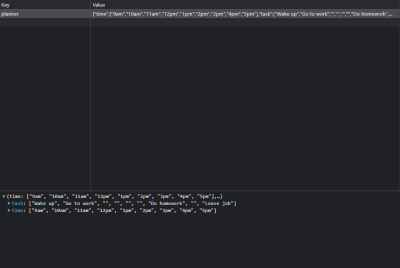 Key Value
planner {"time":["9am","10am","11am","12pm","1pm","2pm","3pm","4pm","5pm"],"task":["Wake up","Go to work","","","","","Do homework",...
▼{time: ["9am", "10am", "11am", "12pm", "1pm", "2pm", "3pm", "4pm", "5pm"],…}
▶task: ["Wake up", "Go to work", "", "", "", "", "Do homework", "", "Leave job"]
▶time: ["9am", "10am", "11am", "12pm", "1pm", "2pm", "3pm", "4pm", "5pm"]